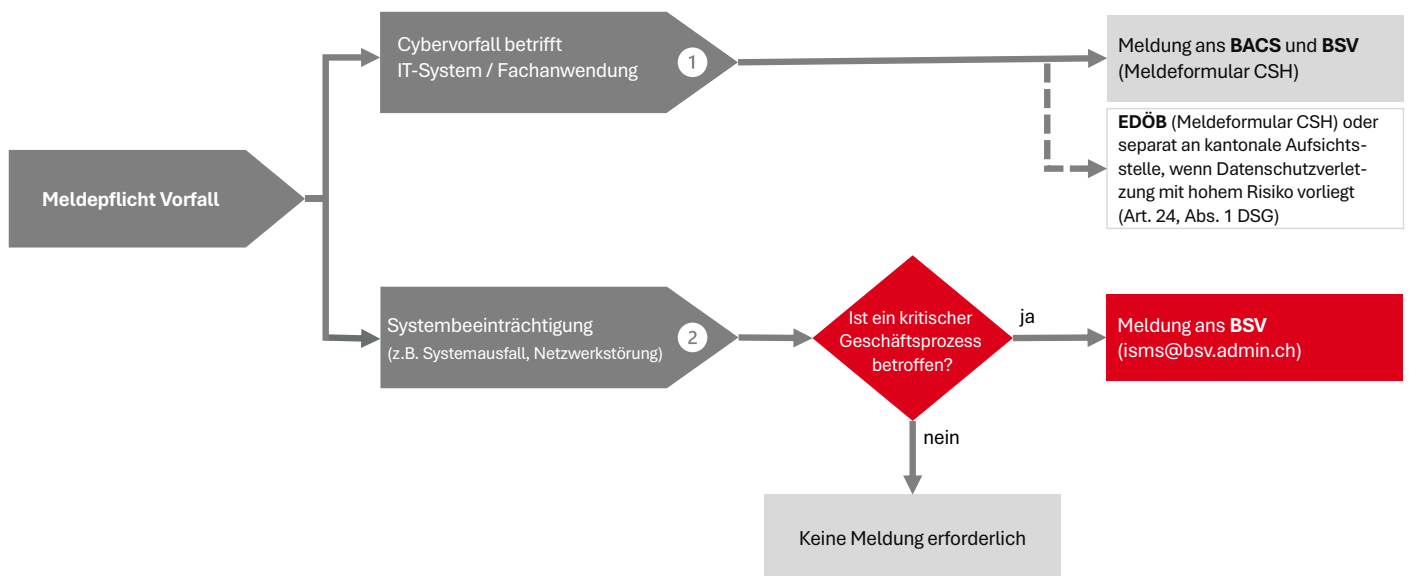 Cybervorfall betrifft
IT-System / Fachanwendung
1
Meldung ans BACS und BSV
(Meldeformular CSH)
EDÖB (Meldeformular CSH) oder
separat an kantonale Aufsichts-
stelle, wenn Datenschutzverlet-
zung mit hohem Risiko vorliegt
(Art. 24, Abs. 1 DSG)
Meldepflicht Vorfall
Systembeeinträchtigung
(z.B. Systemausfall, Netzwerkstörung)
2
Ist ein kritischer
Geschäftsprozess
betroffen?
ja
Meldung ans BSV
(isms@bsv.admin.ch)
nein
Keine Meldung erforderlich